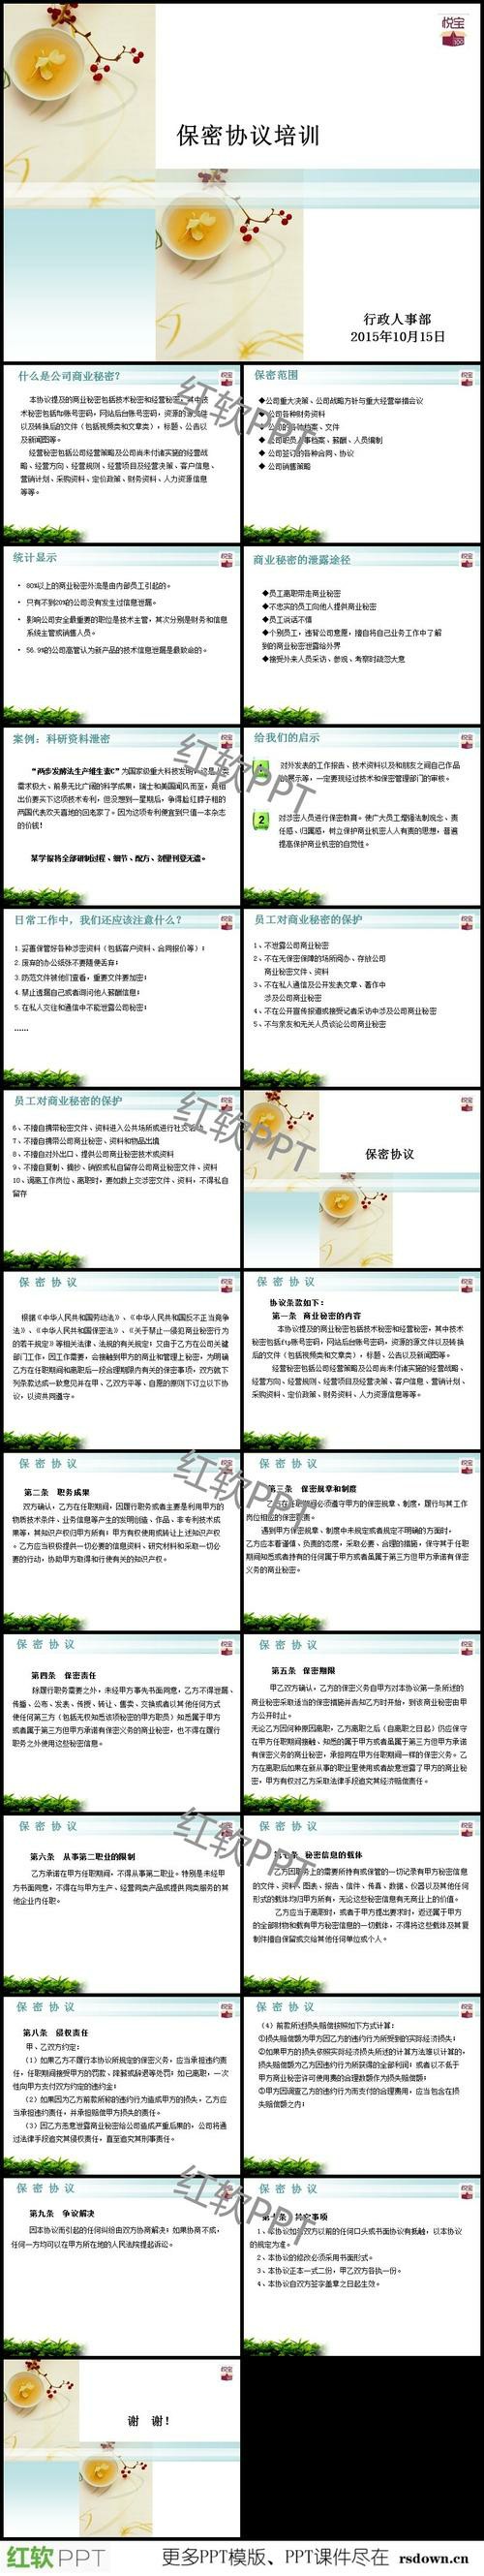 悦宝
保密协议培训
行政人事部
2015年10月15日
什么是公司商业秘密?
本协议提及的商业秘密包括技术秘密和经营秘密，其中技
术秘密包括ftp账号密码，网站后台账号密码，资源的源文件
以及转换后的文件（包括视频类和文章类），标题、公告以
及新闻图等。
经营秘密包括公司经营策略及公司尚未付诸实施的经营战
略、经营方向、经营规则、经营项目及经营决策、客户信息、
营销计划、采购资料、定价政策、财务资料、人力资源信息
等等。
保密范围
◆公司重大决策、公司战略方针与重大经营举措会议
◆ 公司各种财务资料
◆ 公司职员人事档案、薪酬、人员编制
◆ 公司签订的各种合同、协议
◆ 公司销售策略
统计显示
• 80%以上的商业秘密外流是由内部员工引起的。
• 只有不到20%的公司没有发生过信息泄漏。
• 影响公司安全最重要的职位是技术主管，其次分别是财务和信息
系统主管或销售人员。
• 56.9%的公司高管认为新产品的技术信息泄漏是最致命的。
商业秘密的泄露途径
◆员工离职带走商业秘密
◆不忠实的员工向他人提供商业秘密
◆员工说话不慎
◆个别员工，违背公司意愿，擅自将自己业务工作中了解
到的商业秘密泄露给外界
◆接受外来人员采访、参观、考察时疏忽大意
案例：科研资料泄密
“两步发酵法生产维生素C”为国家级重大科技发明
需求极大、前景无比广阔的科学成果，瑞士和美国闻风而至，竞相
出价要买下这项技术专利，但没想到一星期后，争得脸红脖子粗的
两国代表欢天喜地的回老家了。因为这项专利便宜到只值一本杂志
的价钱！
某学报将全部研制过程、细节、配方、剂量刊登无遗。
给我们的启示
1
对外发表的工作报告、技术资料以及和朋友之间自己作品
的展示等，一定要现经过技术和保密管理部门的审核。
2
对涉密人员进行保密教育。使广大员工增强法制观念、责
任感、归属感，树立保护商业机密人人有责的思想，普遍
提高保护商业机密的自觉性。
日常工作中，我们还应该注意什么？
1.妥善保管好各种涉密资料（包括客户资料、合同报价等）；
2.废弃的办公纸张不要随便丢弃；
3.防范文件被他们查看，重要文件要加密；
4.禁止透漏自己或者询问他人薪酬信息；
5.在私人交往和通信中不能泄露公司秘密；
……
员工对商业秘密的保护
1、不泄露公司商业秘密
2、不在无保密保障的场所阅办、存放公司
商业秘密文件、资料
3、不在私人通信及公开发表文章、著作中
涉及公司商业秘密
4、不在公开宣传报道或接受记者采访中涉及公司商业秘密
5、不与亲友和无关人员谈论公司商业秘密
员工对商业秘密的保护
6、不擅自携带秘密文件、资料进入公共场所或进行社交活动
7、不擅自携带公司商业秘密、资料和物品出境
8、不擅自对外出口、提供公司商业秘密技术或资料
9、不擅自复制、摘抄、销毁或私自留存公司商业秘密文件、资料
10、调离工作岗位、离职时，要如数上交涉密文件、资料，不得私自
留存
保密协议
保 密 协 议
根据《中华人民共和国劳动法》、《中华人民共和国反不正当竞争
法》、《中华人民共和国保密法》、《关于禁止一侵犯商业秘密行为
的若干规定》等相关法律、法规的有关规定；又由于乙方在公司关键
部门工作，因工作需要，会接触到甲方的商业和管理上秘密，为明确
乙方在任职期间和离职后一段合理期限内有关的保密事项，双方就下
列条款达成一致意见并在甲、乙双方平等、自愿的原则下订立以下协
议，以资共同遵守。
保 密 协 议
协议条款如下：
第一条 商业秘密的内容
本协议提及的商业秘密包括技术秘密和经营秘密，其中技术
秘密包括ftp账号密码，网站后台账号密码，资源的源文件以及转换
后的文件（包括视频类和文章类），标题、公告以及新闻图等。
经营秘密包括公司经营策略及公司尚未付诸实施的经营战略、
经营方向、经营规则、经营项目及经营决策、客户信息、营销计划、
采购资料、定价政策、财务资料、人力资源信息等等。
保 密 协 议
第二条 职务成果
双方确认，乙方在任职期间，因履行职务或者主要是利用甲方的
物质技术条件、业务信息等产生的发明创造、作品、非专利技术成
果等，其知识产权归甲方所有；甲方有权使用或转让上述知识产权
。乙方应当积极提供一切必要的信息资料、研究材料和采取一切必
要的行动，协助甲方取得和行使有关的知识产权。
保 密 协 议
第三条 保密规章和制度
乙方在任职期间必须遵守甲方的保密规章、制度，履行与其工作
岗位相应的保密职责。
遇到甲方保密规章、制度中未规定或者规定不明确的方面时，
乙方应本着谨慎、负责的态度，采取必要、合理的措施，保守其于任职
期间知悉或者持有的任何属于甲方或者虽属于第三方但甲方承诺有保密
义务的商业秘密。
保 密 协 议
第四条 保密责任
除履行职务需要之外，未经甲方事先书面同意，乙方不得泄漏、
传播、公布、发表、传授、转让、售卖、交换或者以其他任何方式
使任何第三方（包括无权知悉该项秘密的甲方职员）知悉属于甲方
或者属于第三方但甲方承诺有保密义务的商业秘密，也不得在履行
职务之外使用这些秘密信息。
保 密 协 议
第五条 保密期限
甲乙双方确认，乙方的保密义务自甲方对本协议第一条所述的
商业秘密采取适当的保密措施并告知乙方时开始，到该商业秘密由甲
方公开时止。
无论乙方因何种原因离职，乙方离职之后（自离职之日起）仍应保守
在甲方任职期间接触、知悉的属于甲方或者虽属于第三方但甲方承诺
有保密义务的商业秘密，承担同在甲方任职期间一样的保密义务。乙
方在离职后如果在新从事的职业里使用或者故意泄露了甲方的商业秘
密，甲方有权对乙方采取法律手段追究其经济赔偿责任。
保 密 协 议
第六条 从事第二职业的限制
乙方承诺在甲方任职期间，不得从事第二职业。特别是未经甲
方书面同意，不得在与甲方生产、经营同类产品或提供同类服务的其
他企业内任职。
保 密 协 议
第七条 秘密信息的载体
乙方因职务上的需要所持有或保管的一切记录有甲方秘密信息
的文件、资料、图表、报告、信件、传真、数据、仪器以及其他任何
形式的载体均归甲方所有，无论这些秘密信息有无商业上的价值。
乙方应当于离职时，或者于甲方提出要求时，返还属于甲方
的全部财物和载有甲方秘密信息的一切载体，不得将这些载体及其复
制件擅自保留或交给其他任何单位或个人。
保 密 协 议
第八条 侵权责任
甲、乙双方约定：
（1）如果乙方不履行本协议所规定的保密义务，应当承担违约责
任，任职期间接受甲方的罚款、降薪或辞退等处罚；如已离职，一次
性向甲方支付双方约定的违约金；
（2）如果因为乙方前款所称的违约行为造成甲方的损失，乙方应
当承担违约责任，并承担赔偿甲方损失的责任。
（3）因乙方恶意泄露商业秘密给公司造成严重后果的，公司将通
过法律手段追究其侵权责任，直至追究其刑事责任。
保 密 协 议
（4）前款所述损失赔偿按照如下方式计算：
①损失赔偿额为甲方因乙方的违约行为所受到的实际经济损失；
②如果甲方的损失依照实际经济损失所述的计算方法难以计算的，
损失赔偿额为乙方因违约行为所获得的全部利润；或者以不低于
甲方商业秘密许可使用费的合理数额作为损失赔偿额；
③甲方因调查乙方的违约行为而支付的合理费用，应当包含在损
失赔偿额之内；
保 密 协 议
第九条 争议解决
因本协议而引起的任何纠纷由双方协商解决；如果协商不成，
任何一方均可以在甲方所在地的人民法院提起诉讼。
保 密 协 议
第十条 其它事项
1、本协议如与双方以前的任何口头或书面协议有抵触，以本协议
的规定为准。
2、本协议的修改必须采用书面形式。
3、本协议正本一式二份，甲乙双方各执一份。
4、本协议自双方签字盖章之日起生效。
谢 谢！
红软PPT
更多PPT模版、PPT课件尽在 rsdown.cn